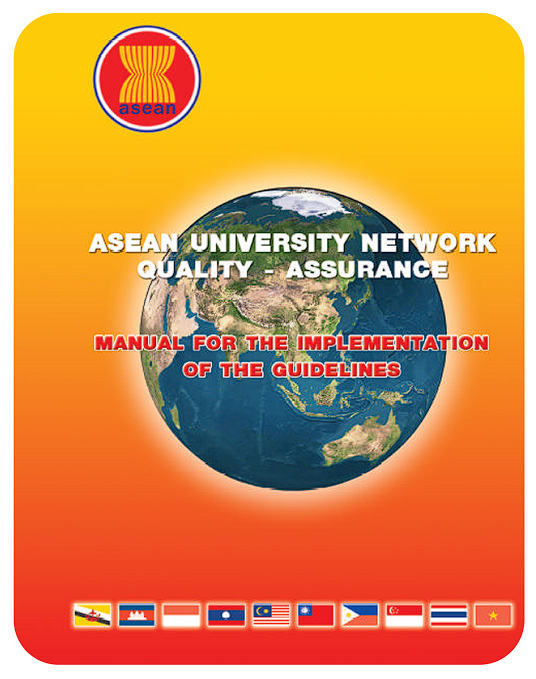 asean
ASEAN UNIVERSITY NETWORK
QUALITY - ASSURANCE
MANUAL FOR THE IMPLEMENTATION
OF THE GUIDELINES